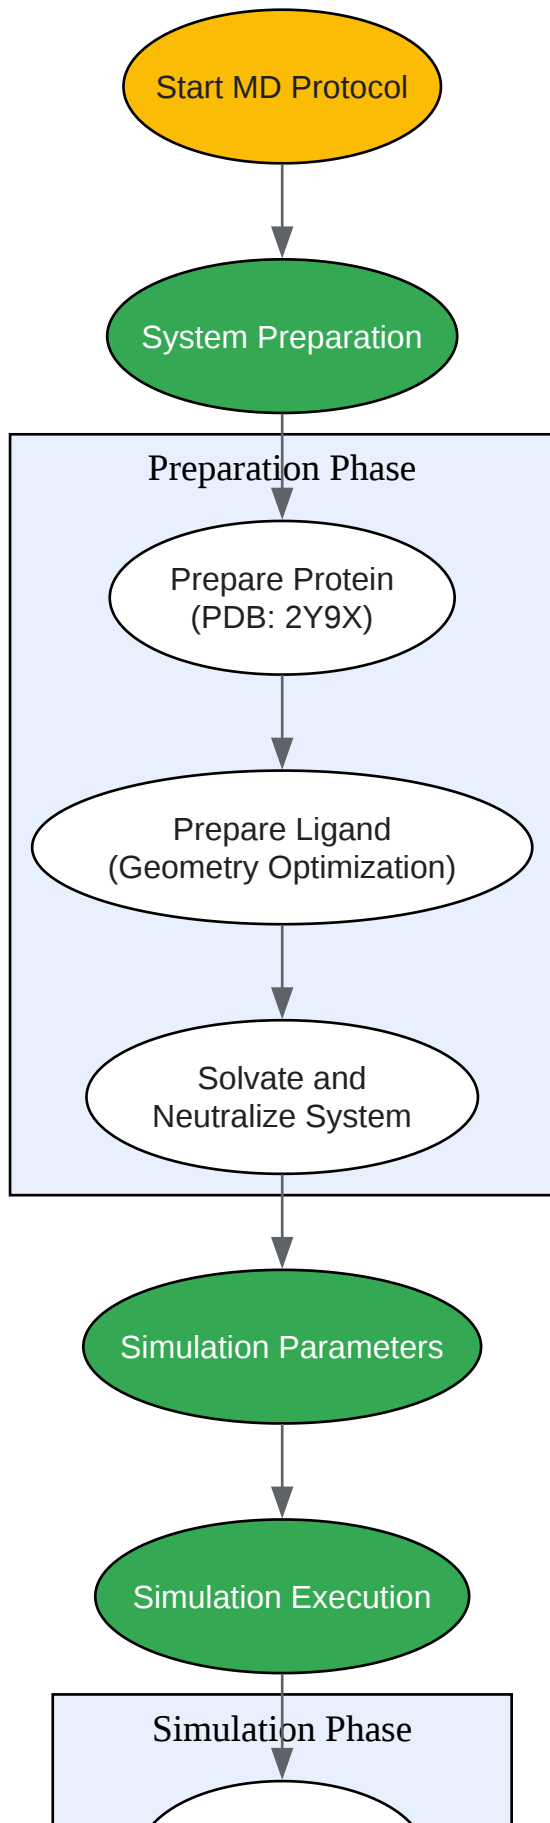 Start MD Protocol
System Preparation
Preparation Phase
Prepare Protein
(PDB: 2Y9X)
Prepare Ligand
(Geometry Optimization)
Solvate and
Neutralize System
Simulation Parameters
Simulation Execution
Simulation Phase